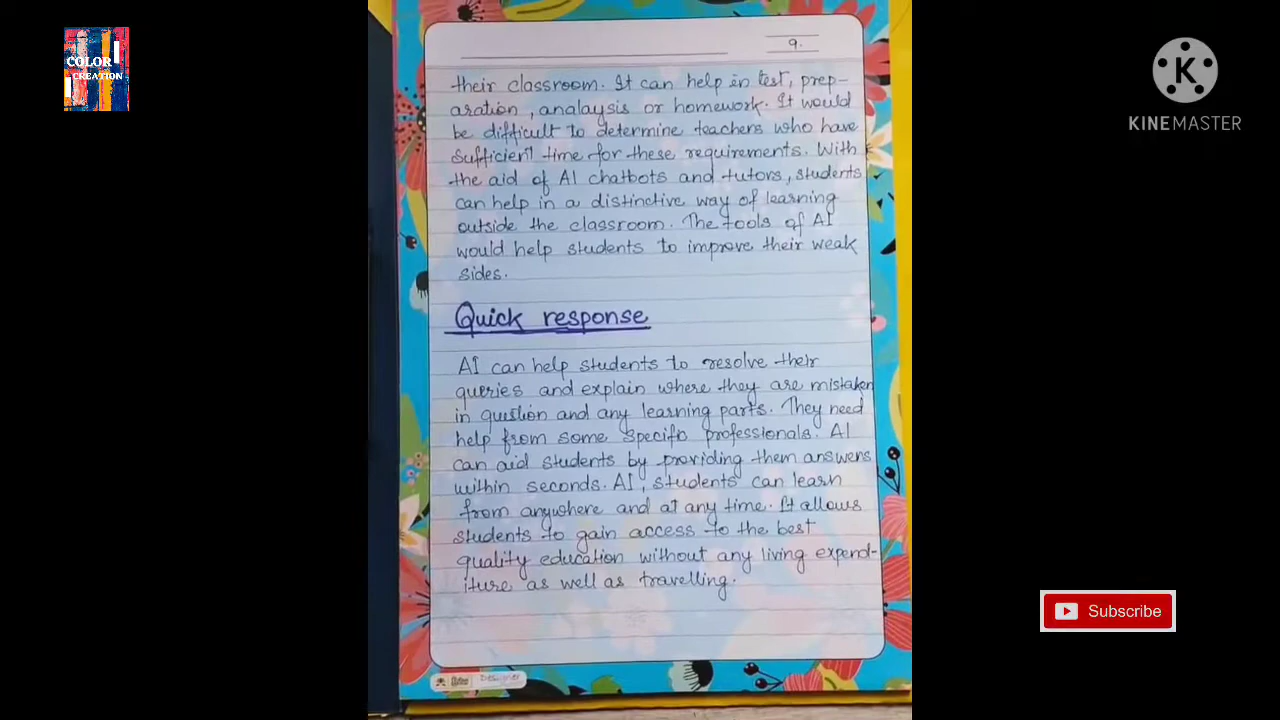 COLOR
CREATION
9.
their classroom. It can help in test, prep-
aration, analaysis or homework. It would
be difficult to determine teachers who have
sufficient time for these requirements. With
the aid of AI chatbots and tutors, students
can help in a distinctive way of learning
outside the classroom. The tools of AI
would help students to improve their weak
sides.
Quick response
AI can help students to resolve their
queries and explain where they are mistaken
in question and any learning parts. They need
help from some specific professionals. AI
can aid students by providing them answers
within seconds. AI, students can learn
from anywhere and at any time. It allows
students to gain access to the best
quality education without any living expend-
iture as well as travelling.
Designer
K
KINEMASTER
Subscribe